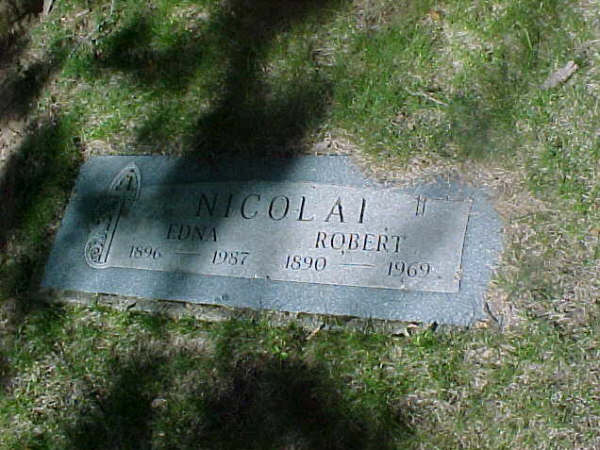 NICOLAI
EDNA ROBERT
1896 — 1987 1890 — 1969